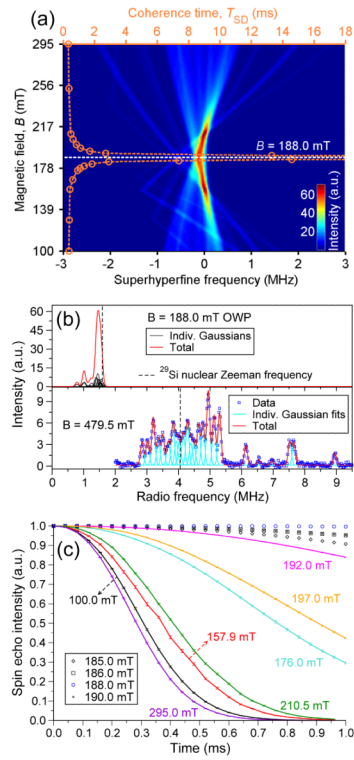 (a)
Coherence time, T_SD (ms)
0 2 4 6 8 10 12 14 16 18
Magnetic field, B (mT)
295
256
217
178
139
100
B = 188.0 mT
Intensity (a.u.)
60
40
20
-3 -2 -1 0 1 2 3
Superhyperfine frequency (MHz)
(b)
Intensity (a.u.)
60
45
30
15
0
B = 188.0 mT OWP
Indiv. Gaussians
Total
29Si nuclear Zeeman frequency
B = 479.5 mT
Data
Indiv. Gaussian fits
Total
9
6
3
0
0 1 2 3 4 5 6 7 8 9
Radio frequency (MHz)
(c)
Spin echo intensity (a.u.)
1.0
0.9
0.8
0.7
0.6
0.5
0.4
0.3
0.2
0.1
0.0
192.0 mT
197.0 mT
100.0 mT
157.9 mT
176.0 mT
185.0 mT
186.0 mT
188.0 mT
190.0 mT
295.0 mT
210.5 mT
0.0 0.1 0.2 0.3 0.4 0.5 0.6 0.7 0.8 0.9 1.0
Time (ms)